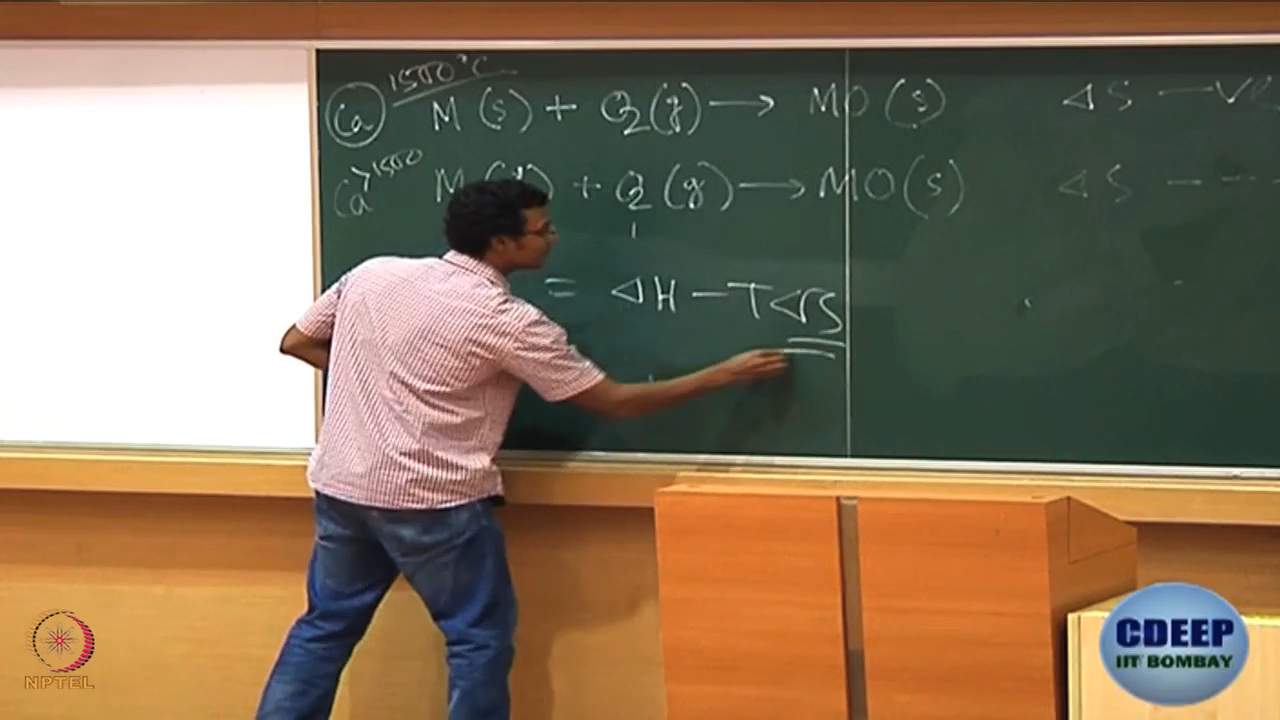 1500°C
Ca M(s) + O2(g) → MO(s) ΔS -ve
Ca >1500 M(g) + O2(g) → MO(s) ΔS - - -
= ΔH - TΔS
NPTEL
CDEEP
IIT BOMBAY